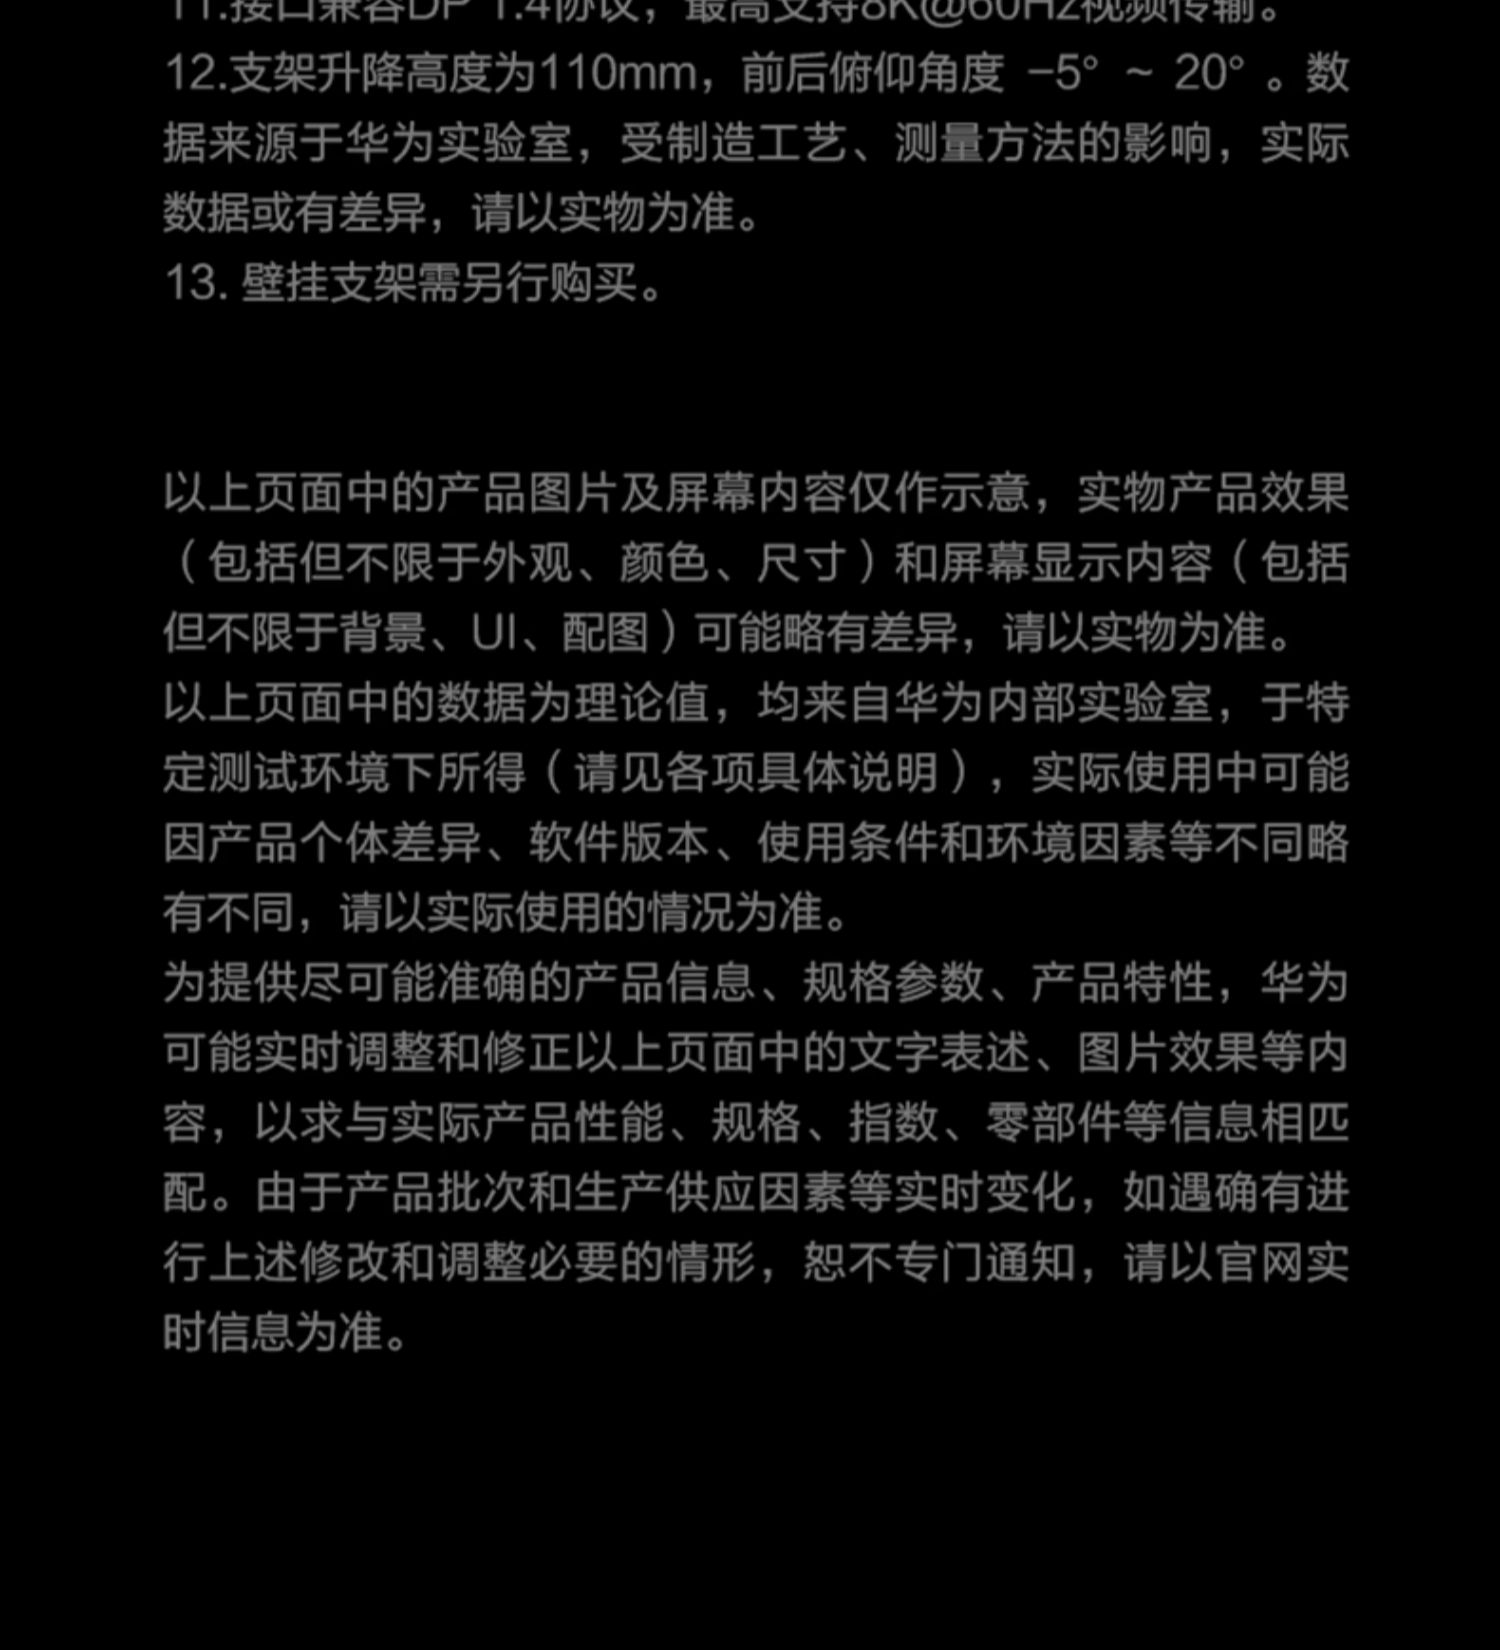 11.接口兼容DP 1.4协议，最高支持8K@60Hz视频传输。
12.支架升降高度为110mm，前后俯仰角度 –5° ~ 20° 。数
据来源于华为实验室，受制造工艺、测量方法的影响，实际
数据或有差异，请以实物为准。
13. 壁挂支架需另行购买。
以上页面中的产品图片及屏幕内容仅作示意，实物产品效果
（包括但不限于外观、颜色、尺寸）和屏幕显示内容（包括
但不限于背景、UI、配图）可能略有差异，请以实物为准。
以上页面中的数据为理论值，均来自华为内部实验室，于特
定测试环境下所得（请见各项具体说明），实际使用中可能
因产品个体差异、软件版本、使用条件和环境因素等不同略
有不同，请以实际使用的情况为准。
为提供尽可能准确的产品信息、规格参数、产品特性，华为
可能实时调整和修正以上页面中的文字表述、图片效果等内
容，以求与实际产品性能、规格、指数、零部件等信息相匹
配。由于产品批次和生产供应因素等实时变化，如遇确有进
行上述修改和调整必要的情形，恕不专门通知，请以官网实
时信息为准。